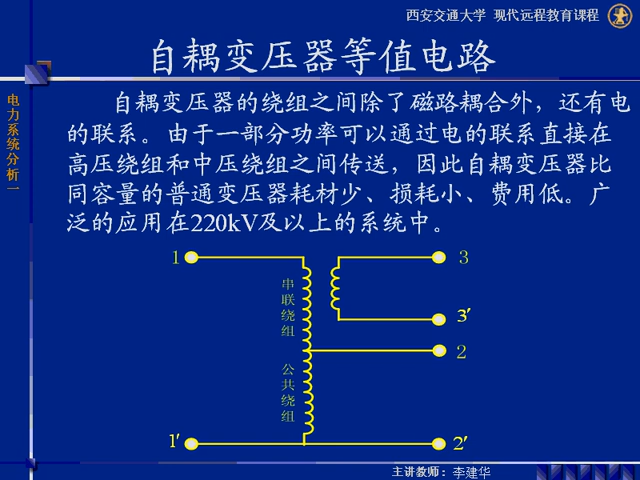 西安交通大学 现代远程教育课程
自耦变压器等值电路
电力系统分析一
自耦变压器的绕组之间除了磁路耦合外，还有电
的联系。由于一部分功率可以通过电的联系直接在
高压绕组和中压绕组之间传送，因此自耦变压器比
同容量的普通变压器耗材少、损耗小、费用低。广
泛的应用在220kV及以上的系统中。
1
3
串联绕组
3′
2
公共绕组
1′
2′
主讲教师：李建华